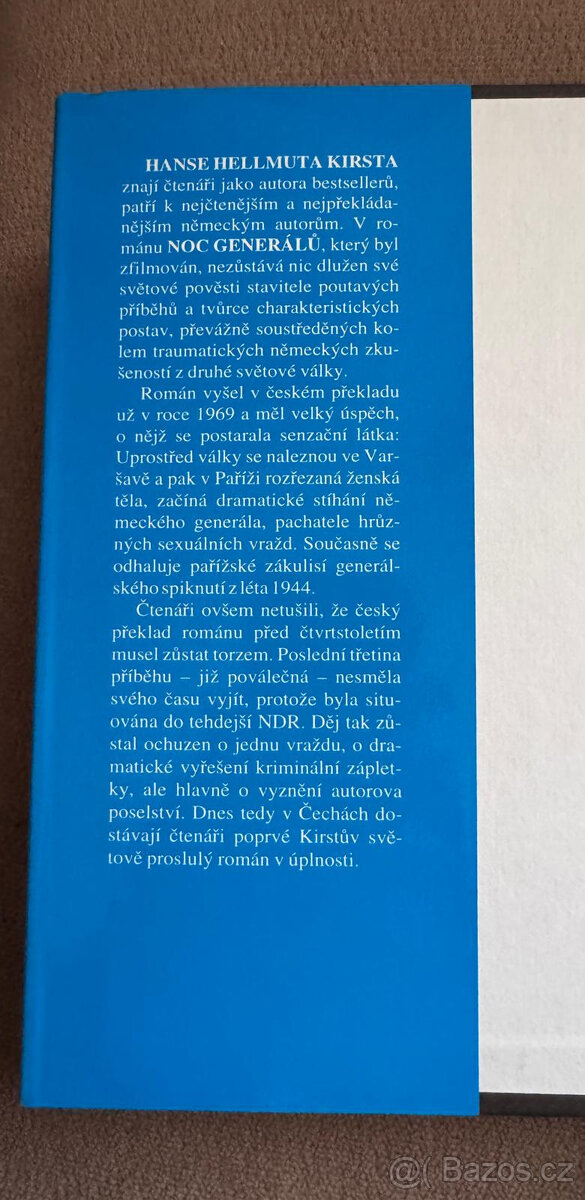 HANSE HELLMUTA KIRSTA
znají čtenáři jako autora bestsellerů,
patří k nejčtenějším a nejpřekláda-
nějším německým autorům. V ro-
mánu NOC GENERÁLŮ, který byl
zfilmován, nezůstává nic dlužen své
světové pověsti stavitele poutavých
příběhů a tvůrce charakteristických
postav, převážně soustředěných ko-
lem traumatických německých zku-
šeností z druhé světové války.
Román vyšel v českém překladu
už v roce 1969 a měl velký úspěch,
o nějž se postarala senzační látka:
Uprostřed války se naleznou ve Var-
šavě a pak v Paříži rozřezaná ženská
těla, začíná dramatické stíhání ně-
meckého generála, pachatele hrůz-
ných sexuálních vražd. Současně se
odhaluje pařížské zákulisí generál-
ského spiknutí z léta 1944.
Čtenáři ovšem netušili, že český
překlad románu před čtvrtstoletím
musel zůstat torzem. Poslední třetina
příběhu – již poválečná – nesměla
svého času vyjít, protože byla situ-
ována do tehdejší NDR. Děj tak zů-
stal ochuzen o jednu vraždu, o dra-
matické vyřešení kriminální záplet-
ky, ale hlavně o vyznění autorova
poselství. Dnes tedy v Čechách do-
stávají čtenáři poprvé Kirstův svě-
tově proslulý román v úplnosti.
Bazos.cz